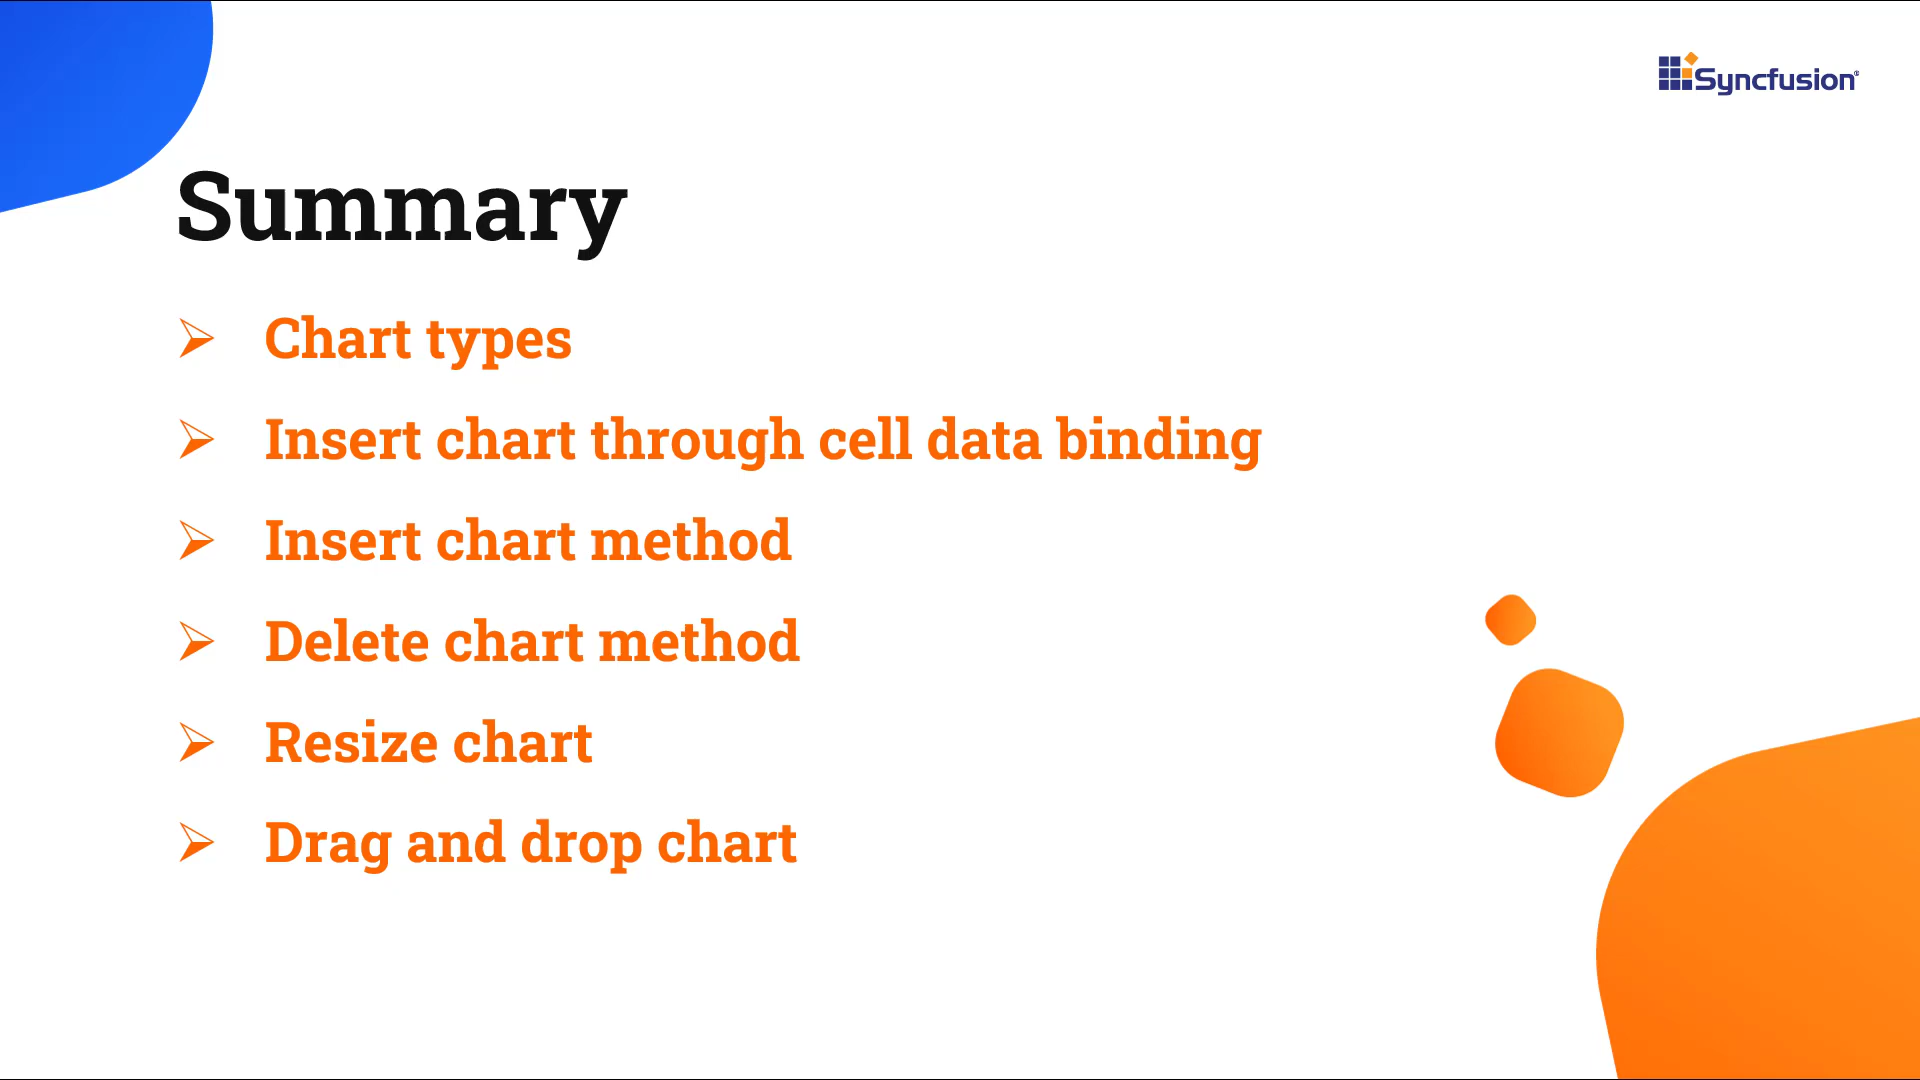 Syncfusion®
Summary
➢ Chart types
➢ Insert chart through cell data binding
➢ Insert chart method
➢ Delete chart method
➢ Resize chart
➢ Drag and drop chart